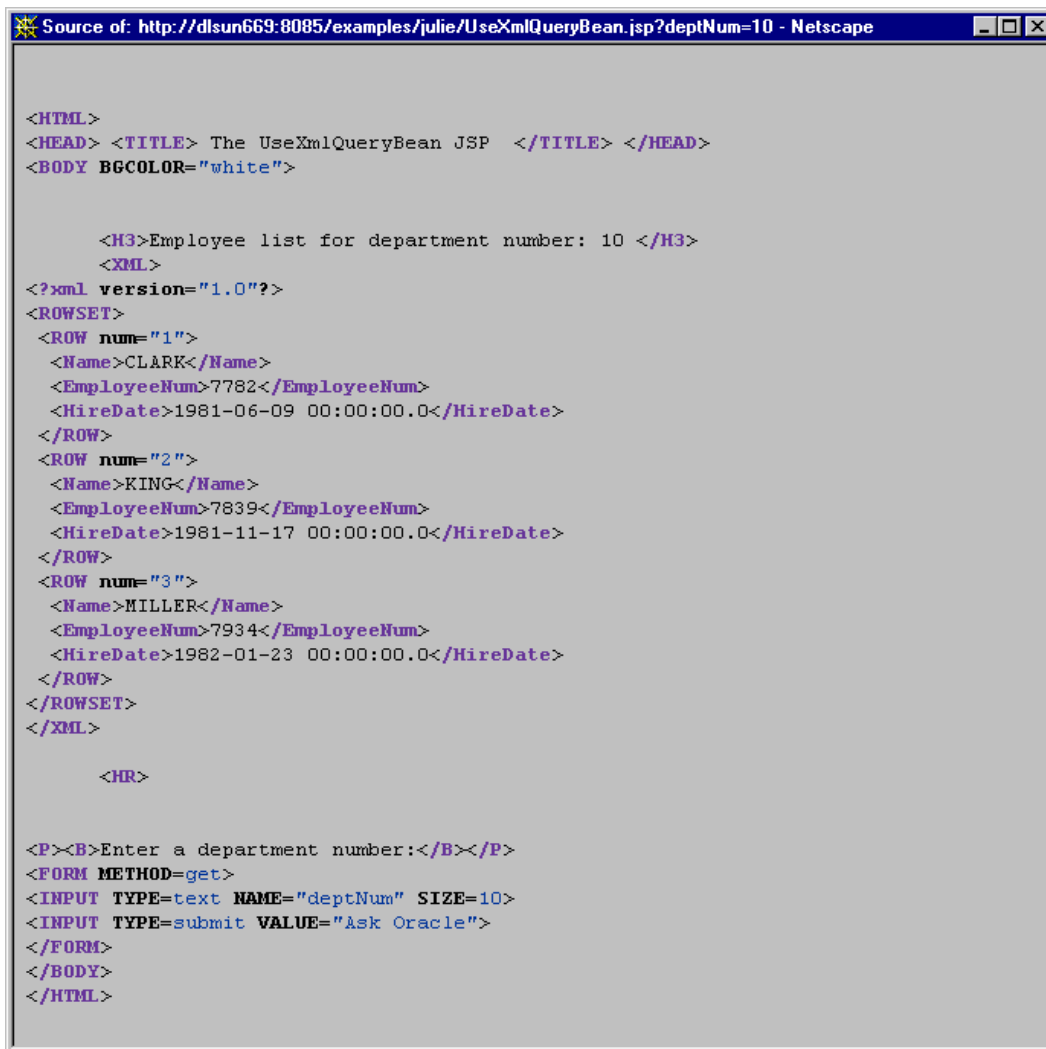 Source of: http://dlsun669:8085/examples/julie/UseXmlQueryBean.jsp?deptNum=10 - Netscape
<HTML>
<HEAD> <TITLE> The UseXmlQueryBean JSP  </TITLE> </HEAD>
<BODY BGCOLOR="white">
<H3>Employee list for department number: 10 </H3>
<XML>
<?xml version="1.0"?>
<ROWSET>
<ROW num="1">
<Name>CLARK</Name>
<EmployeeNum>7782</EmployeeNum>
<HireDate>1981-06-09 00:00:00.0</HireDate>
</ROW>
<ROW num="2">
<Name>KING</Name>
<EmployeeNum>7839</EmployeeNum>
<HireDate>1981-11-17 00:00:00.0</HireDate>
</ROW>
<ROW num="3">
<Name>MILLER</Name>
<EmployeeNum>7934</EmployeeNum>
<HireDate>1982-01-23 00:00:00.0</HireDate>
</ROW>
</ROWSET>
</XML>
<HR>
<P><B>Enter a department number:</B></P>
<FORM METHOD=get>
<INPUT TYPE=text NAME="deptNum" SIZE=10>
<INPUT TYPE=submit VALUE="Ask Oracle">
</FORM>
</BODY>
</HTML>